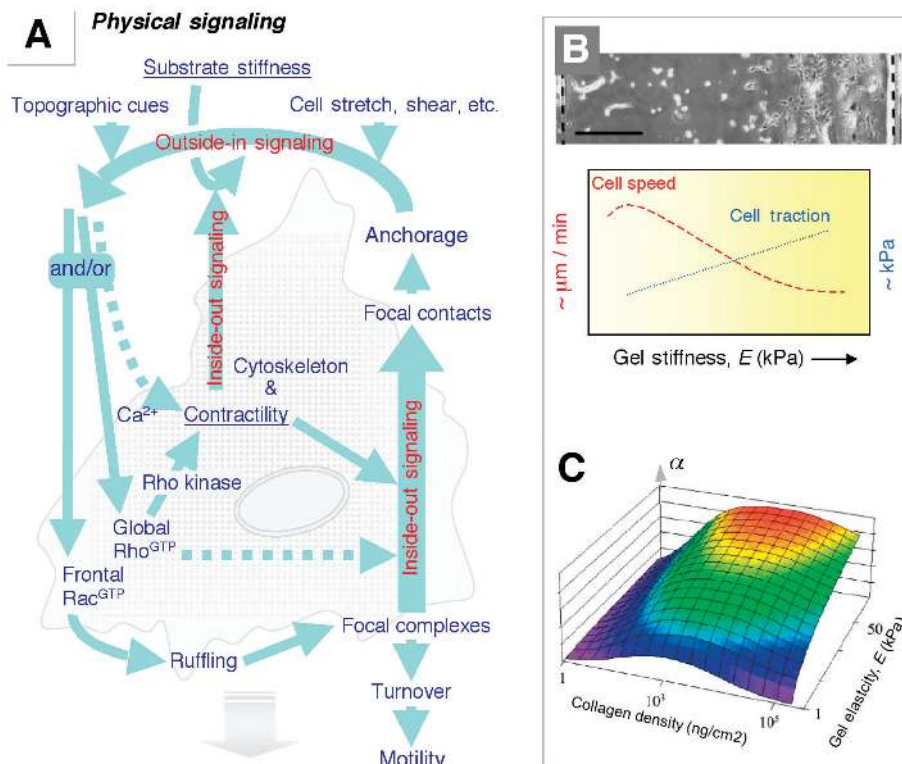 A
Physical signaling
Substrate stiffness
Topographic cues
Cell stretch, shear, etc.
Outside-in signaling
and/or
Inside-out signaling
Anchorage
Focal contacts
Cytoskeleton
&
Ca2+
Contractility
Rho kinase
Inside-out signaling
Global
RhoGTP
Frontal
RacGTP
Focal complexes
Ruffling
Turnover
Motility
B
Cell speed
Cell traction
~ μm / min
~ kPa
Gel stiffness, E (kPa)
C
α
50
1
1
10³
10⁵
Collagen density (ng/cm2)
Gel elastcity, E (kPa)